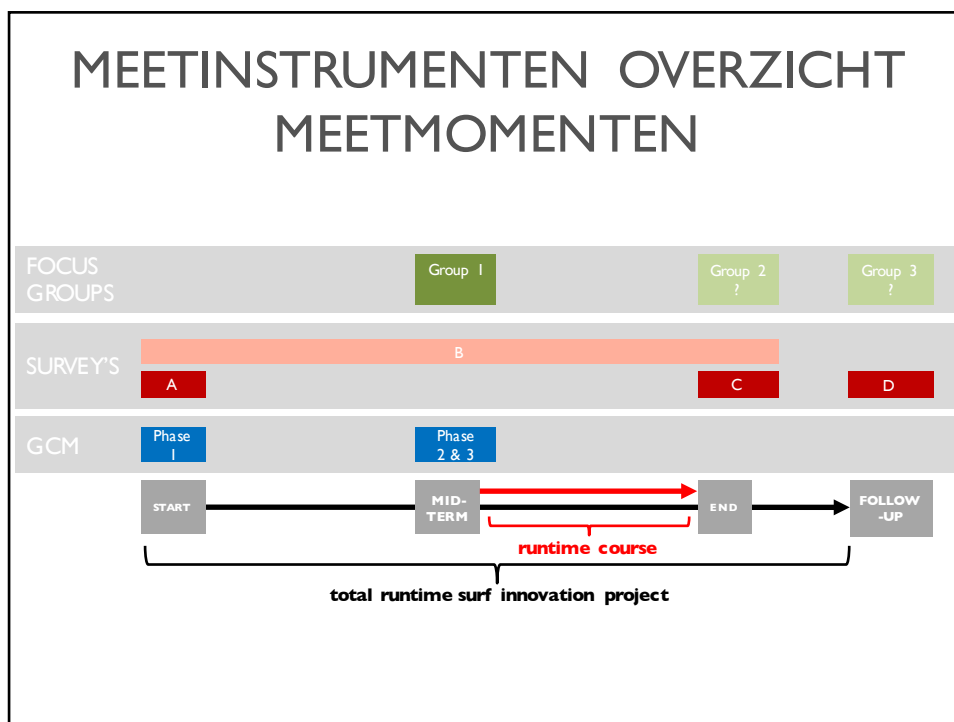 MEETINSTRUMENTEN OVERZICHT
MEETMOMENTEN
FOCUS
GROUPS
Group 1
Group 2
?
Group 3
?
SURVEY'S
B
A
C
D
GCM
Phase
1
Phase
2 & 3
START
MID-
TERM
END
FOLLOW
-UP
runtime course
total runtime surf innovation project